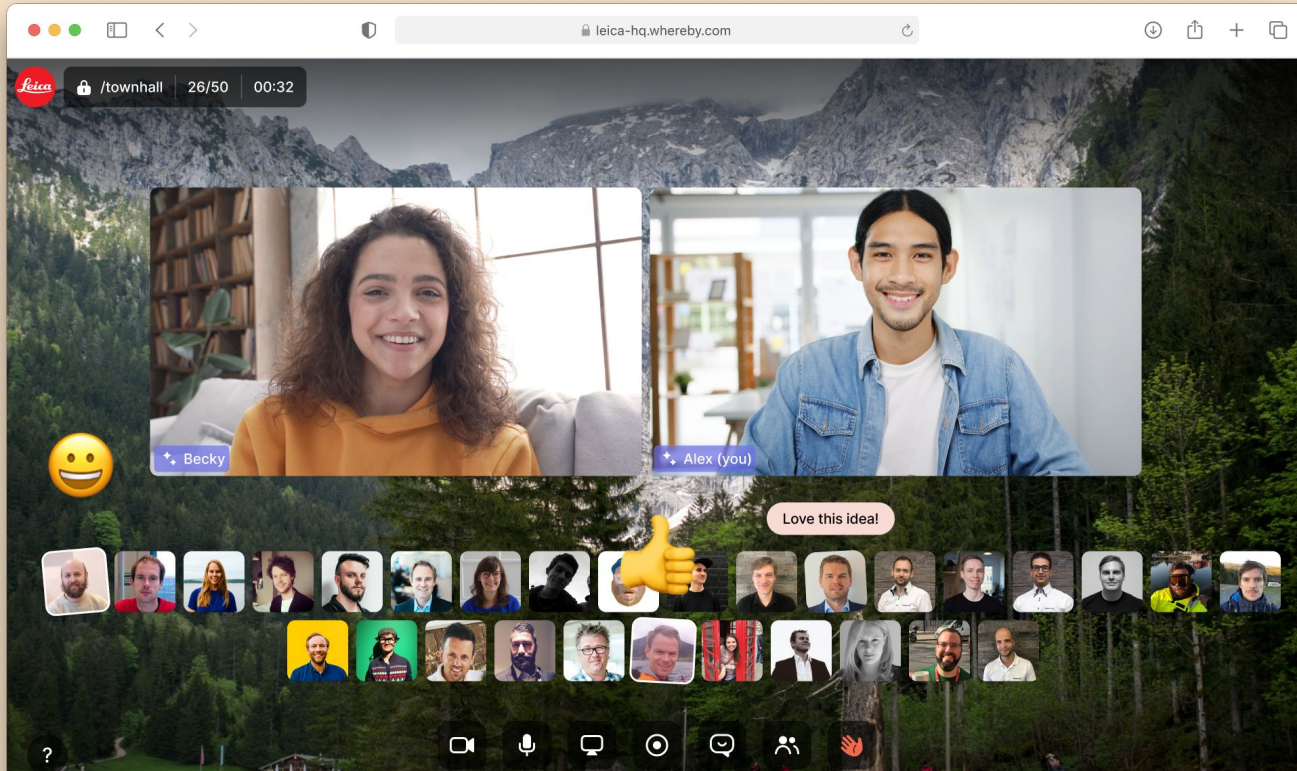 leica-hq.whereby.com
Leica
/townhall 26/50 00:32
Becky
Alex (you)
Love this idea!
?